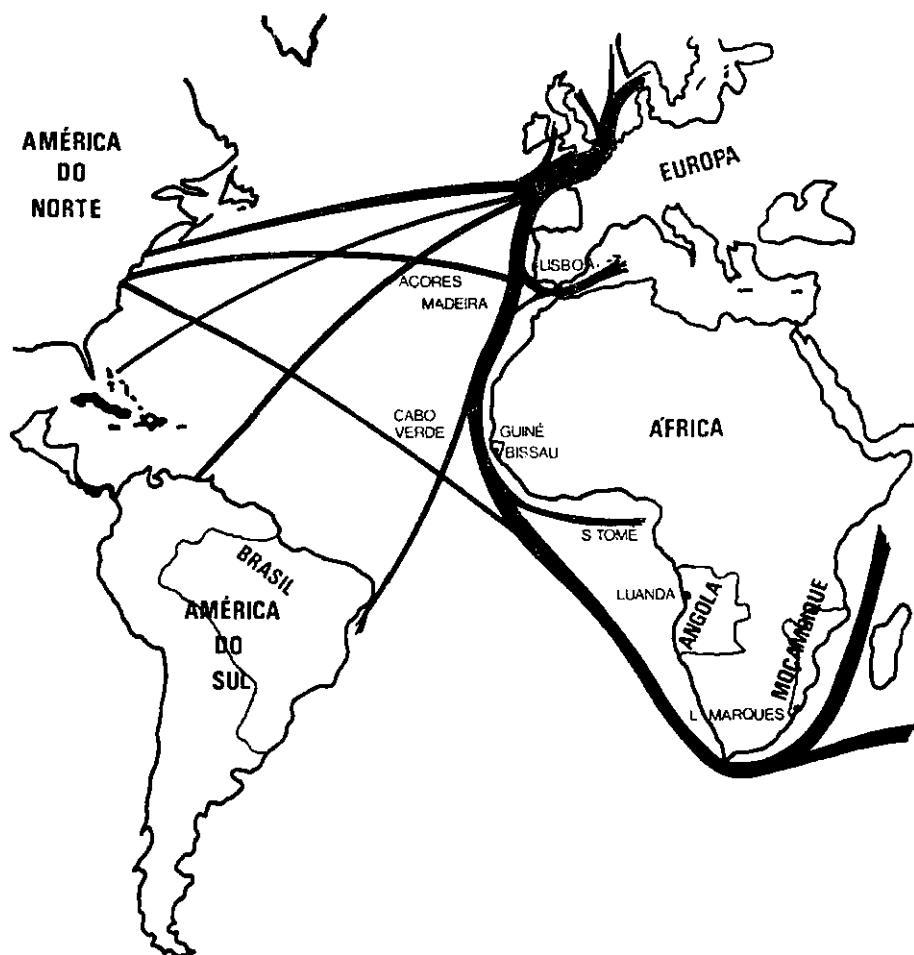 AMÉRICA
DO
NORTE
EUROPA
LISBOA
AÇORES
MADEIRA
CABO
VERDE
GUINÉ
BISSAU
ÁFRICA
S TOMÉ
BRASIL
AMÉRICA
DO
SUL
LUANDA
ANGOLA
MOÇAMBIQUE
L MARQUES